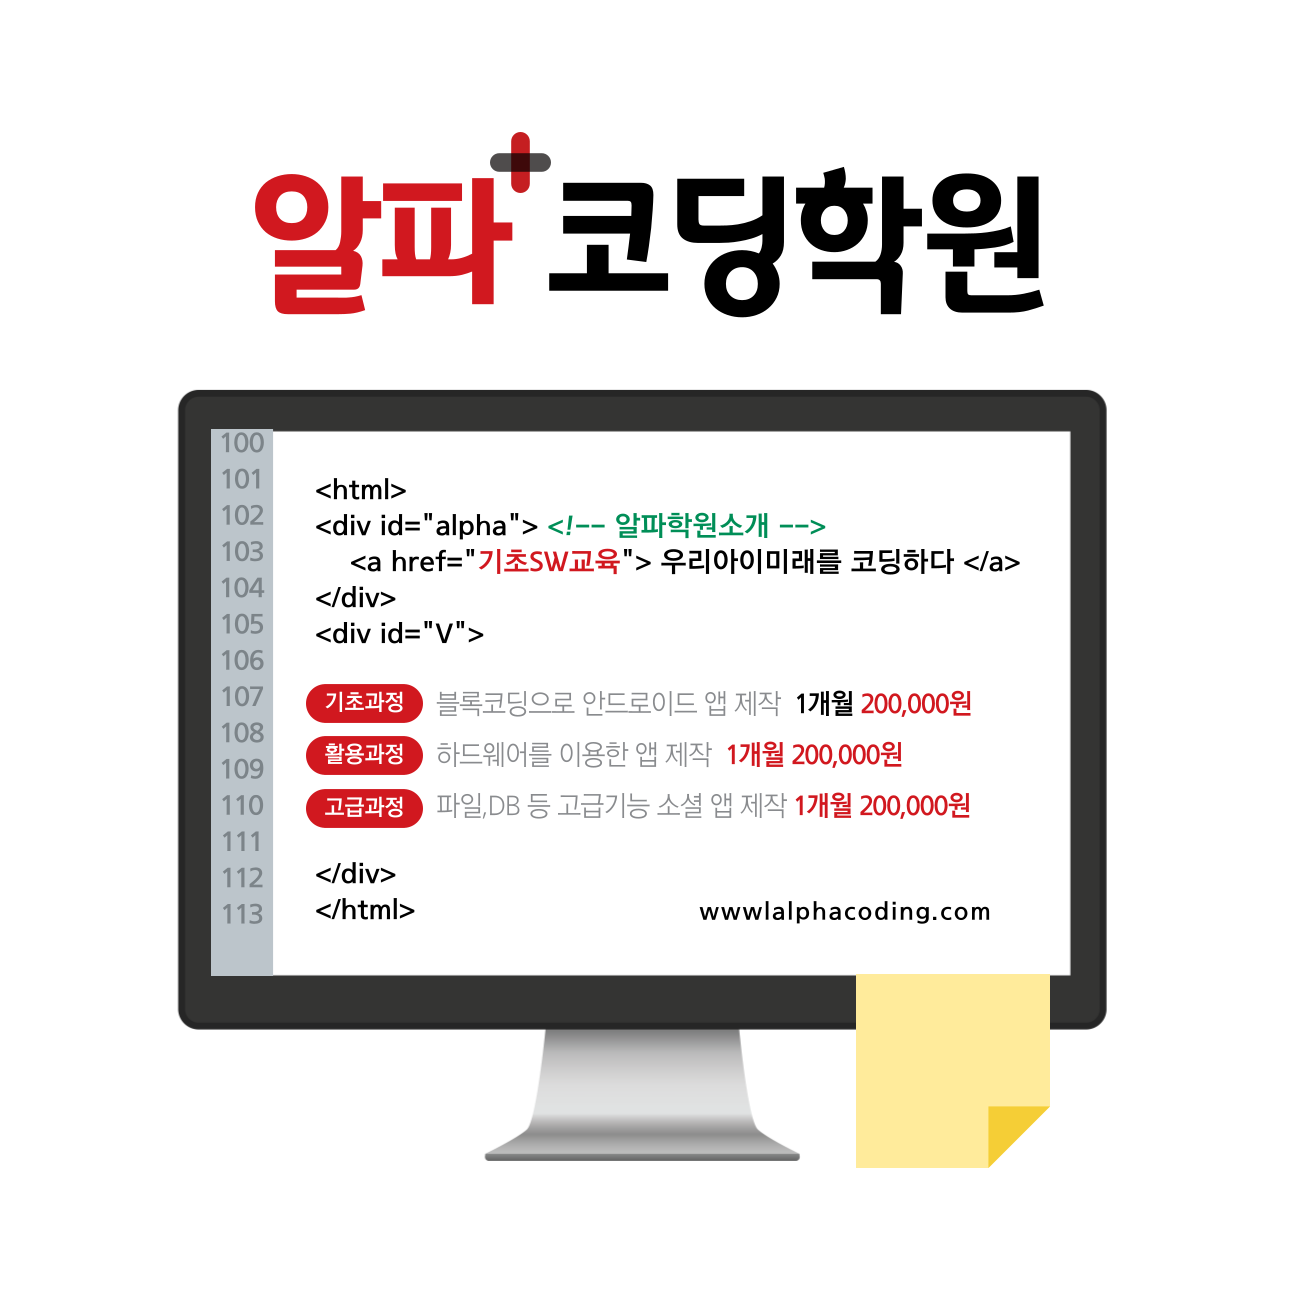 알파+코딩학원
100
101
102
103
104
105
106
107
108
109
110
111
112
113
<html>
<div id="alpha"> <!-- 알파학원소개 -->
<a href="기초SW교육"> 우리아이미래를 코딩하다 </a>
</div>
<div id="V">
기초과정 블록코딩으로 안드로이드 앱 제작 1개월 200,000원
활용과정 하드웨어를 이용한 앱 제작 1개월 200,000원
고급과정 파일,DB 등 고급기능 소셜 앱 제작 1개월 200,000원
</div>
</html>
wwwlalphacoding.com